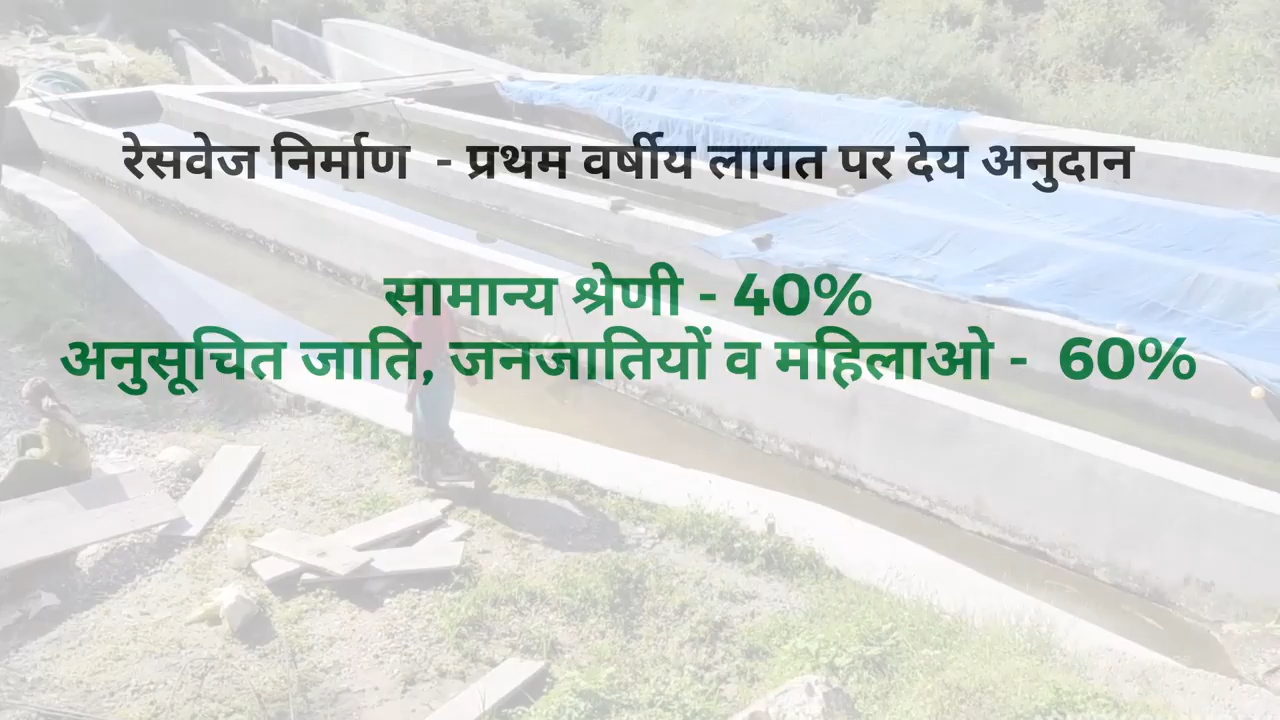 रेसवेज निर्माण - प्रथम वर्षीय लागत पर देय अनुदान
सामान्य श्रेणी - 40%
अनुसूचित जाति, जनजातियों व महिलाओ - 60%